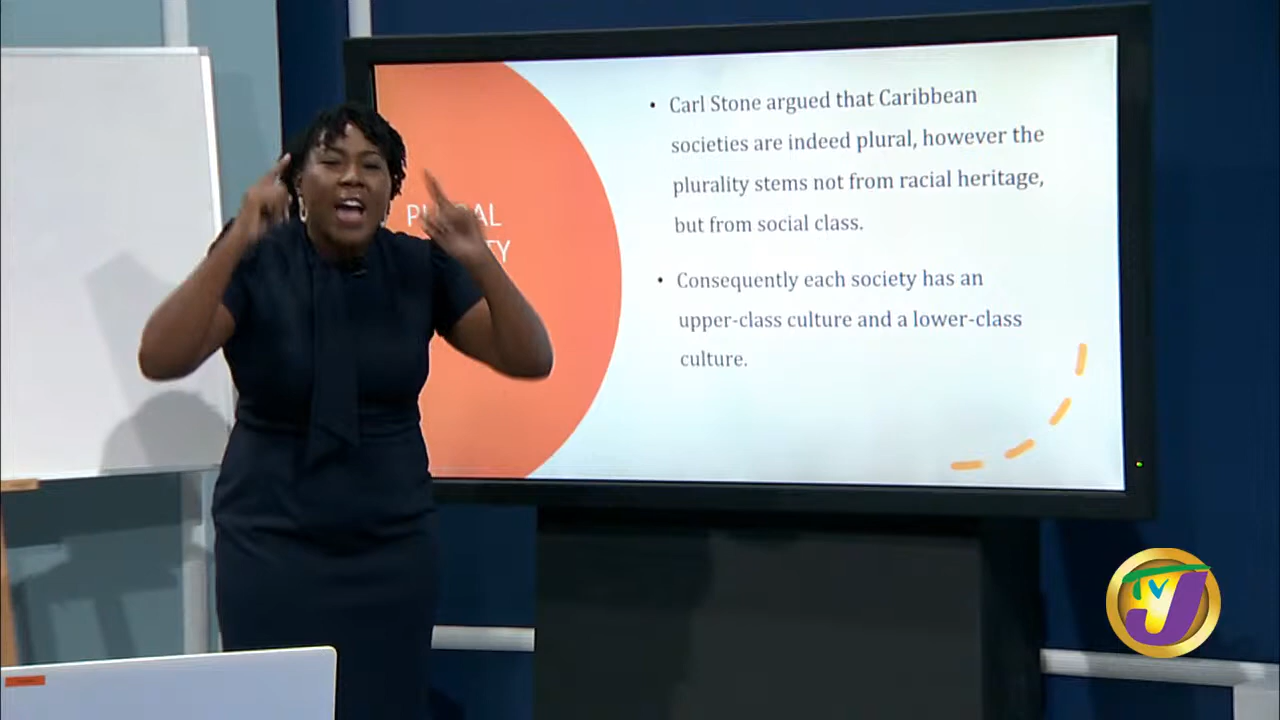 • Carl Stone argued that Caribbean
societies are indeed plural, however the
plurality stems not from racial heritage,
but from social class.
• Consequently each society has an
upper-class culture and a lower-class
culture.
TVJ